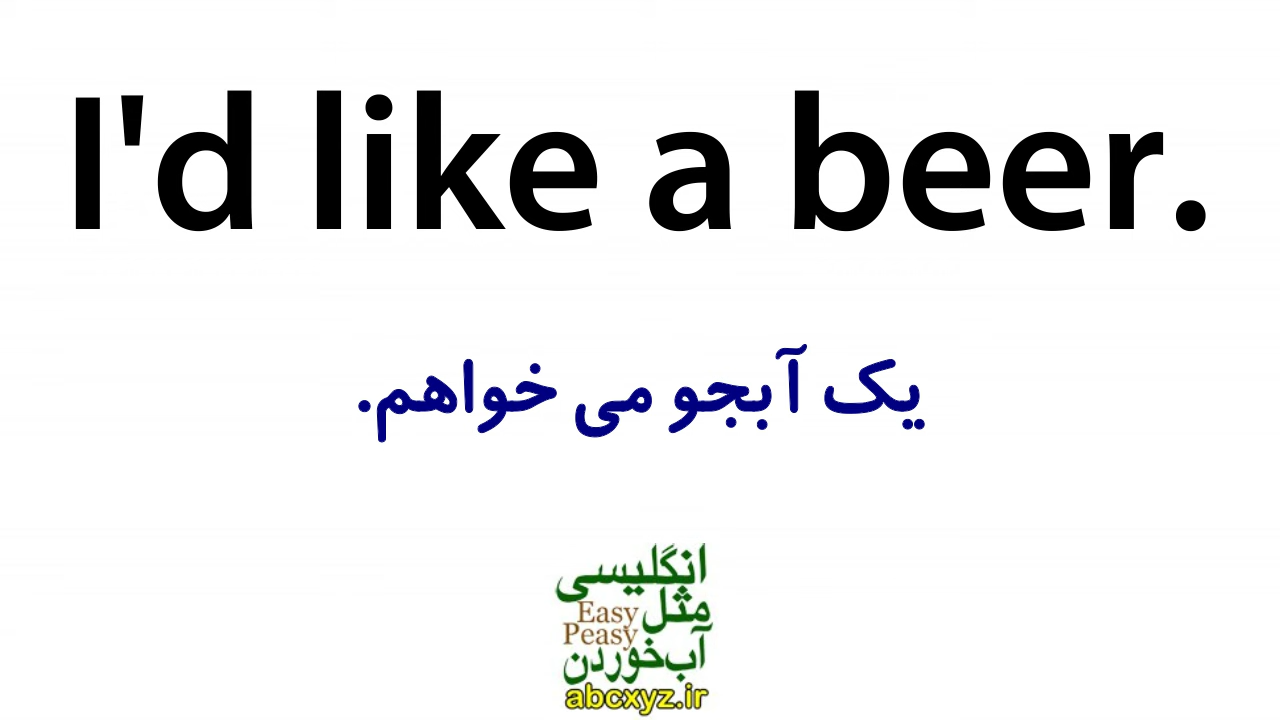 I'd like a beer.
یک آبجو می خواهم.
انگلیسی
مثل Easy
Peasy
آب‌خوردن
abcxyz.ir